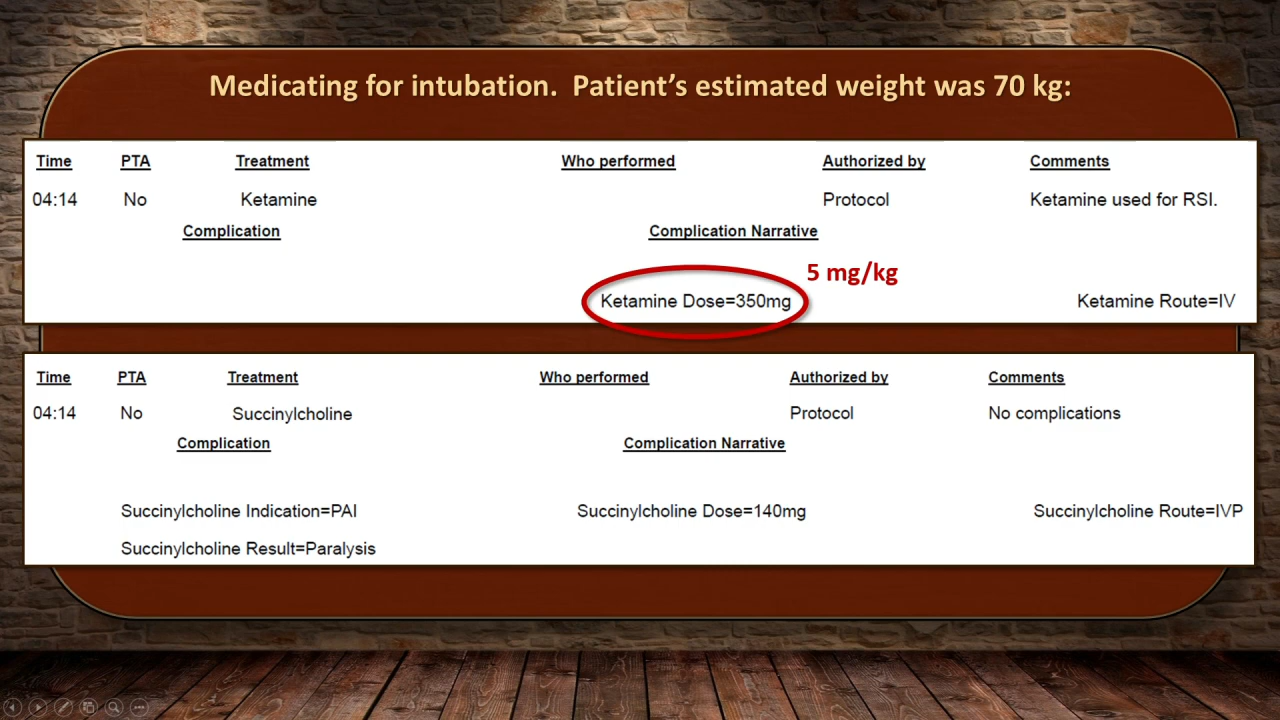 Medicating for intubation.  Patient's estimated weight was 70 kg:
Time PTA Treatment Who performed Authorized by Comments
04:14 No Ketamine Protocol Ketamine used for RSI.
Complication Complication Narrative
5 mg/kg
Ketamine Dose=350mg Ketamine Route=IV
Time PTA Treatment Who performed Authorized by Comments
04:14 No Succinylcholine Protocol No complications
Complication Complication Narrative
Succinylcholine Indication=PAI Succinylcholine Dose=140mg Succinylcholine Route=IVP
Succinylcholine Result=Paralysis